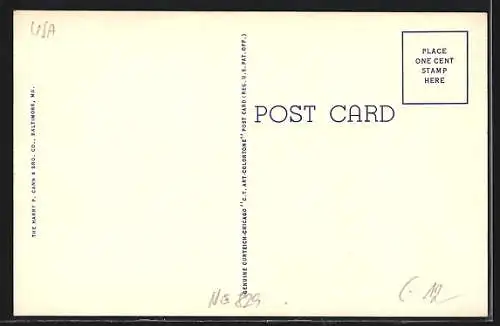 USA
PLACE
ONE CENT
STAMP
HERE
POST CARD
THE HARRY P. CANN & BRO. CO., BALTIMORE, MD.
GENUINE CURTEICH-CHICAGO "C.T. ART-COLORTONE" POST CARD (REG. U.S. PAT. OFF.)
12